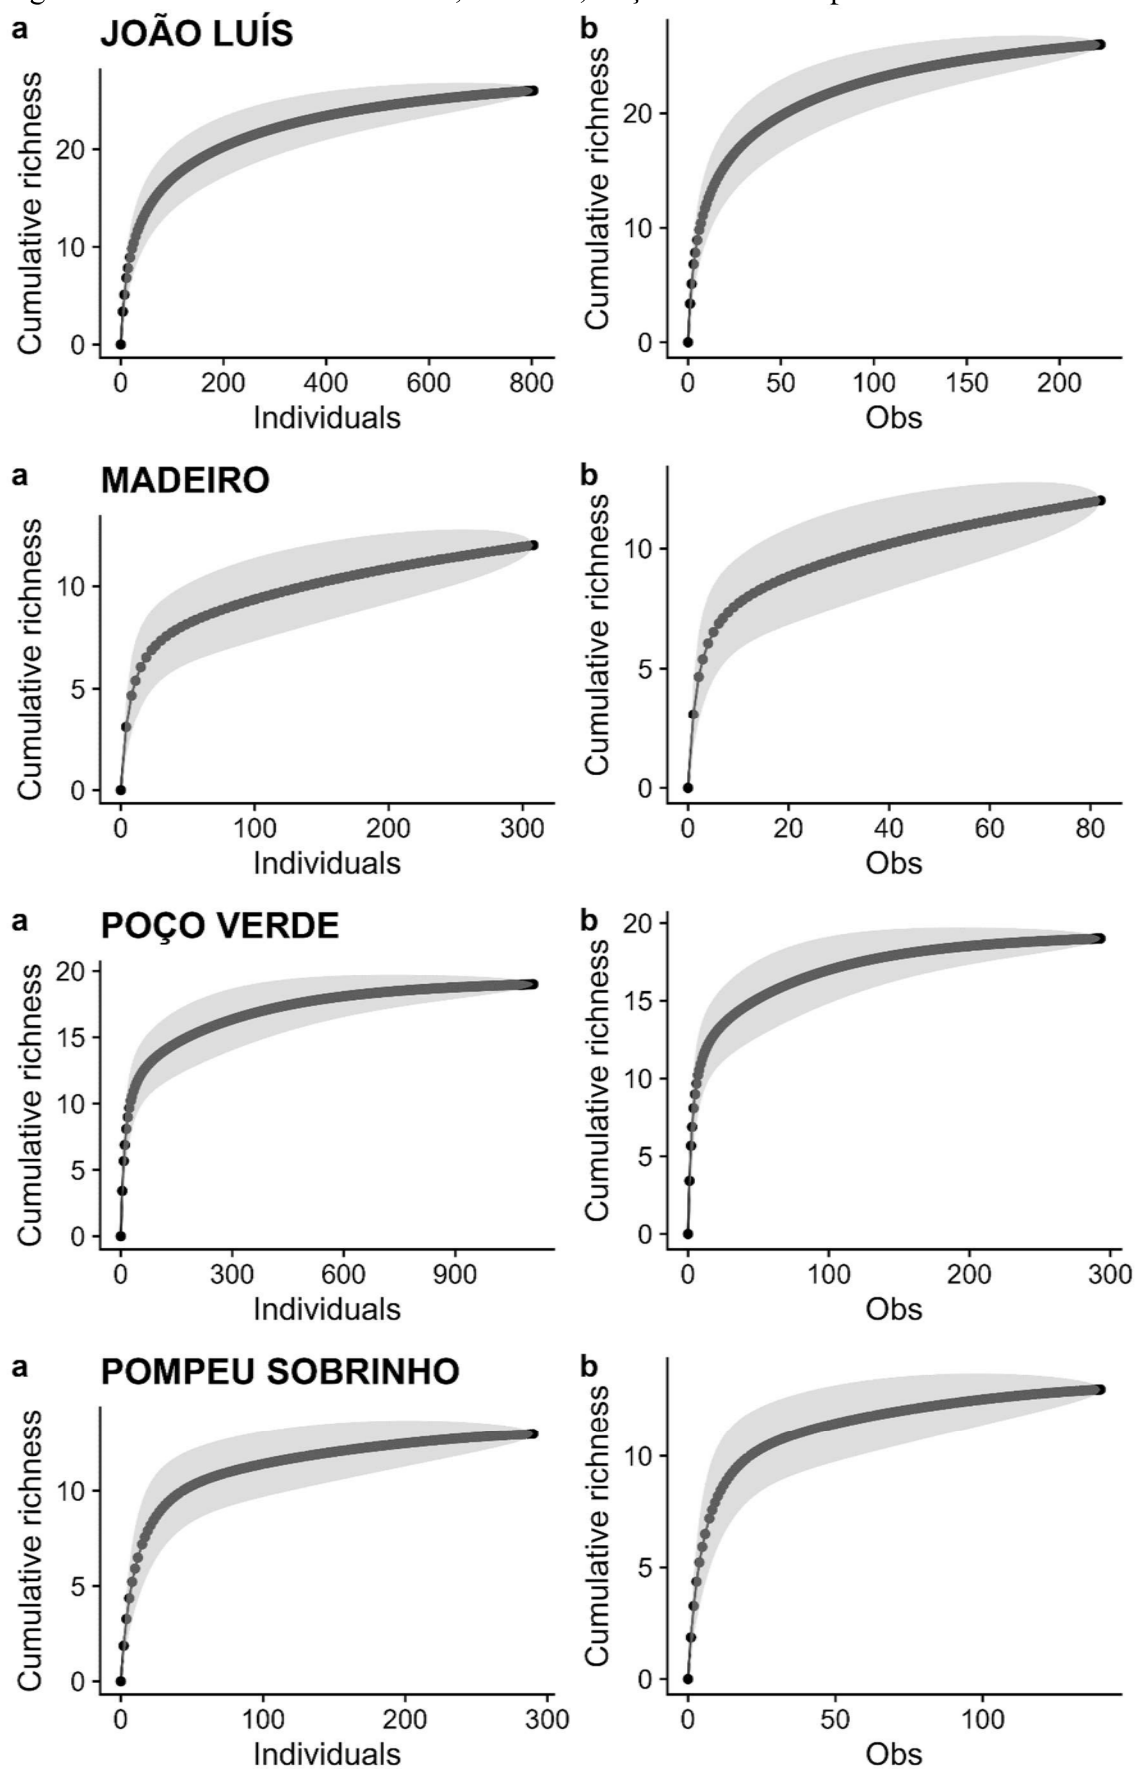 a JOÃO LUÍS b
Cumulative richness
20
10
0
0 200 400 600 800
Individuals
Cumulative richness
20
10
0
0 50 100 150 200
Obs
a MADEIRO b
Cumulative richness
10
5
0
0 100 200 300
Individuals
Cumulative richness
10
5
0
0 20 40 60 80
Obs
a POÇO VERDE b
Cumulative richness
20
15
10
5
0
0 300 600 900
Individuals
Cumulative richness
20
15
10
5
0
0 100 200 300
Obs
a POMPEU SOBRINHO b
Cumulative richness
10
5
0
0 100 200 300
Individuals
Cumulative richness
10
5
0
0 50 100
Obs